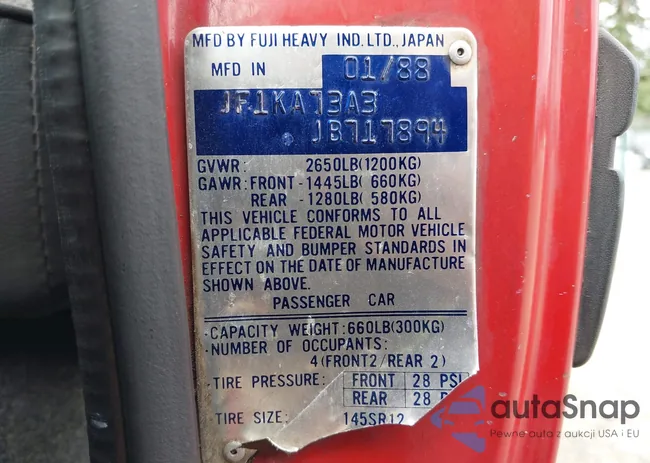 MFD BY FUJI HEAVY IND. LTD., JAPAN
MFD IN 01/88
JF1KA73A3
JB717894
GVWR: 2650LB(1200KG)
GAWR: FRONT -1445LB( 660KG)
REAR -1280LB( 580KG)
THIS VEHICLE CONFORMS TO ALL
APPLICABLE FEDERAL MOTOR VEHICLE
SAFETY AND BUMPER STANDARDS IN
EFFECT ON THE DATE OF MANUFACTURE
SHOWN ABOVE.
PASSENGER CAR
•CAPACITY WEIGHT:660LB(300KG)
•NUMBER OF OCCUPANTS:
4(FRONT2/REAR 2)
•TIRE PRESSURE: FRONT 28 PSI
REAR 28
•TIRE SIZE: 145SR12
autoSnap
Pewne auta z aukcji USA i EU